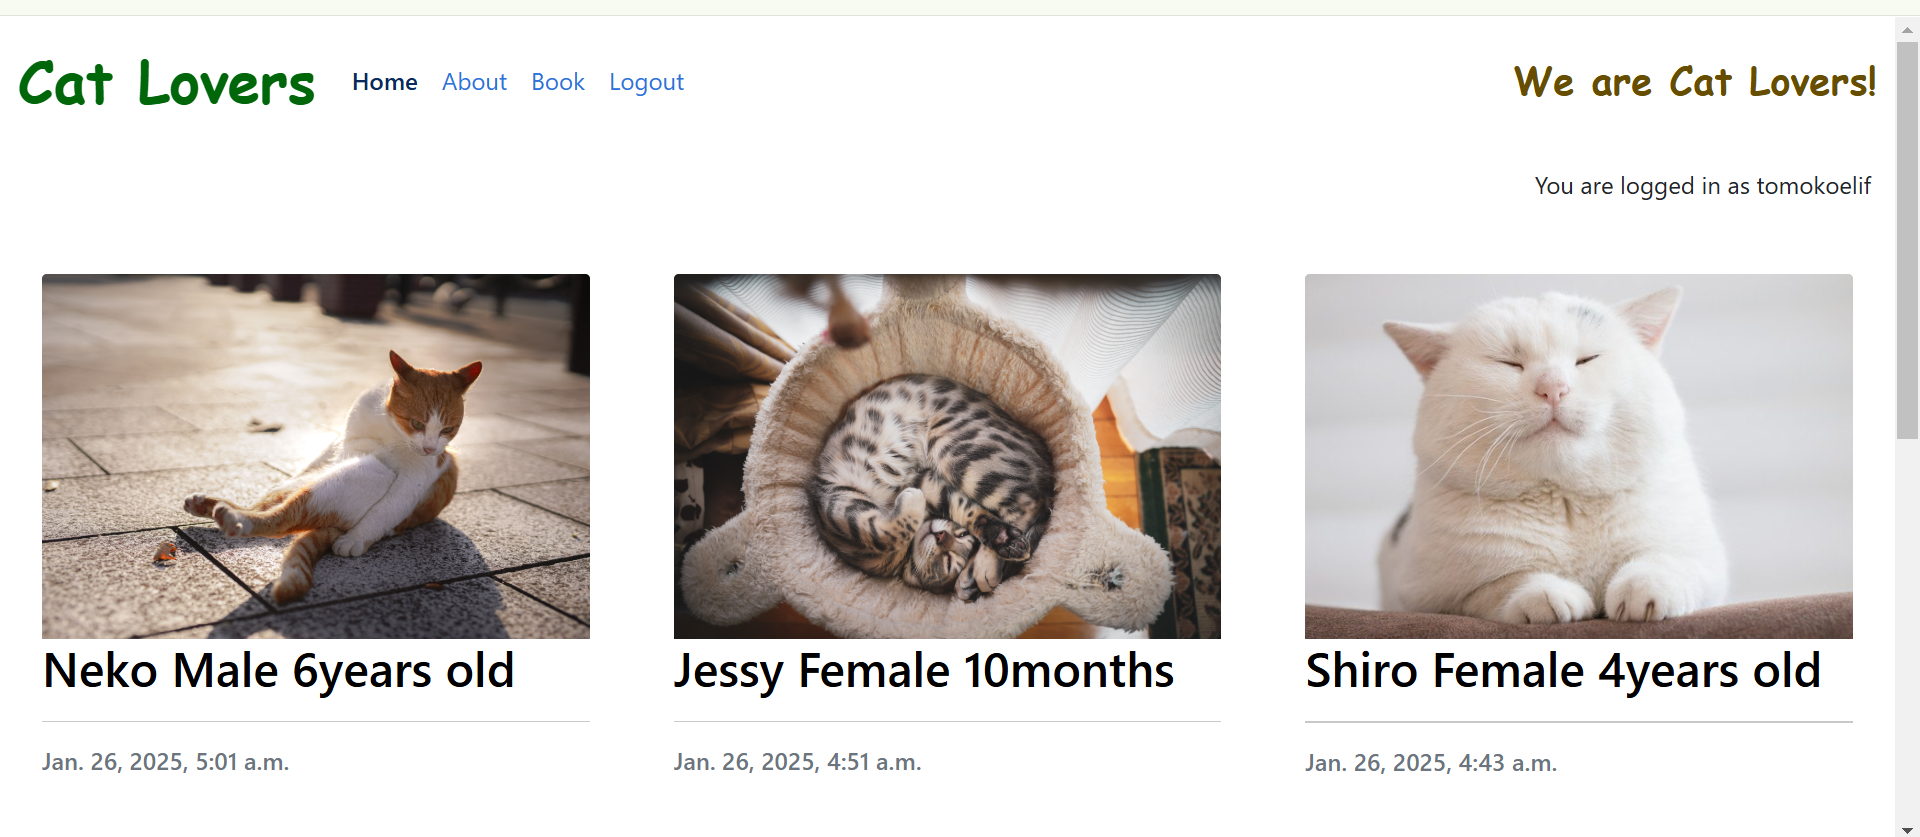 Cat Lovers Home About Book Logout We are Cat Lovers!
You are logged in as tomokoelif
Neko Male 6years old
Jan. 26, 2025, 5:01 a.m.
Jessy Female 10months
Jan. 26, 2025, 4:51 a.m.
Shiro Female 4years old
Jan. 26, 2025, 4:43 a.m.